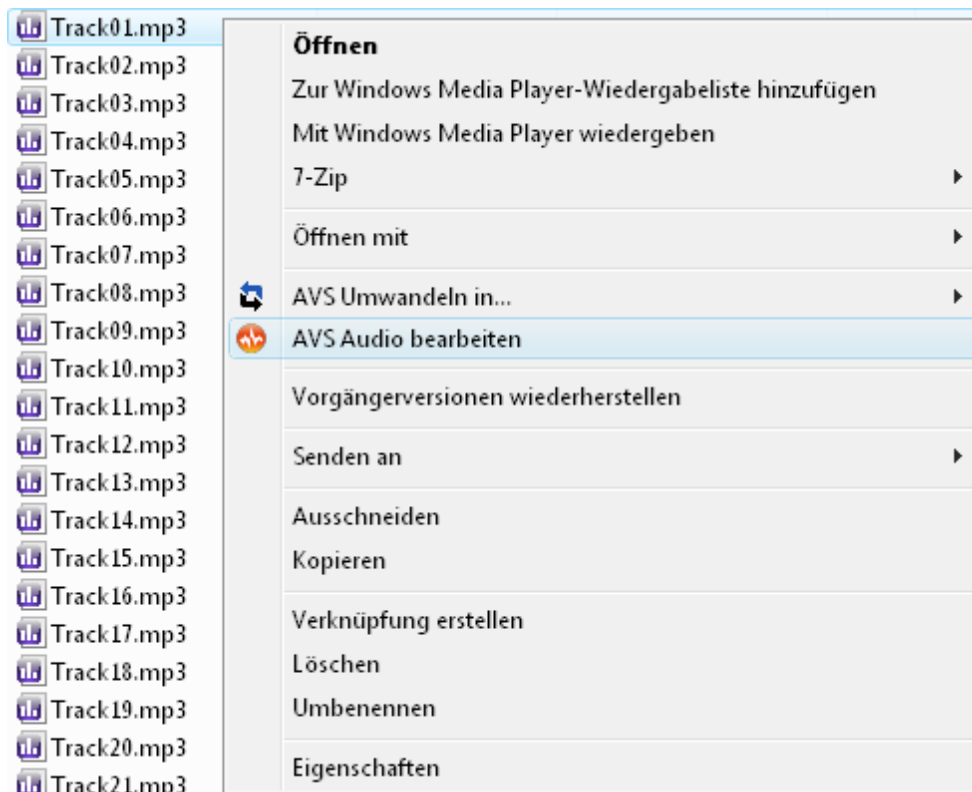 Track01.mp3
Track02.mp3
Track03.mp3
Track04.mp3
Track05.mp3
Track06.mp3
Track07.mp3
Track08.mp3
Track09.mp3
Track10.mp3
Track11.mp3
Track12.mp3
Track13.mp3
Track14.mp3
Track15.mp3
Track16.mp3
Track17.mp3
Track18.mp3
Track19.mp3
Track20.mp3
Track21.mp3
Öffnen
Zur Windows Media Player-Wiedergabeliste hinzufügen
Mit Windows Media Player wiedergeben
7-Zip
Öffnen mit
AVS Umwandeln in...
AVS Audio bearbeiten
Vorgängerversionen wiederherstellen
Senden an
Ausschneiden
Kopieren
Verknüpfung erstellen
Löschen
Umbenennen
Eigenschaften